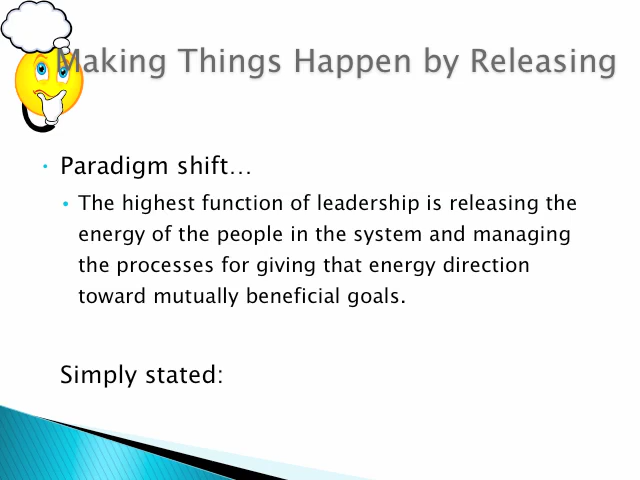 Making Things Happen by Releasing
Paradigm shift…
The highest function of leadership is releasing the
energy of the people in the system and managing
the processes for giving that energy direction
toward mutually beneficial goals.
Simply stated: